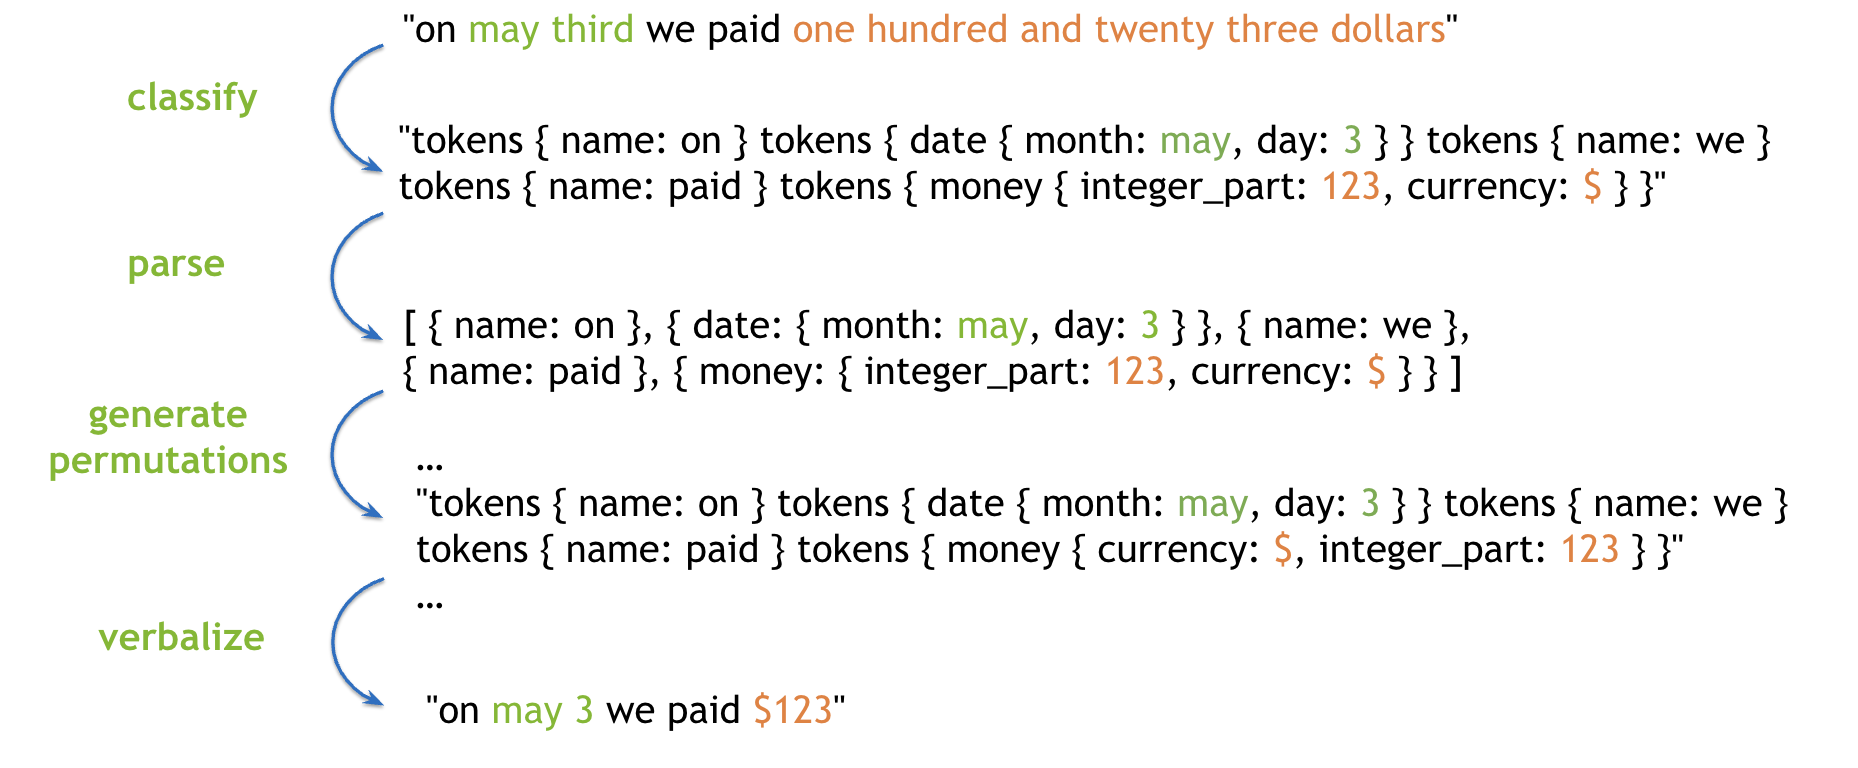 "on may third we paid one hundred and twenty three dollars"
classify
"tokens { name: on } tokens { date { month: may, day: 3 } } tokens { name: we }
tokens { name: paid } tokens { money { integer_part: 123, currency: $ } }"
parse
[ { name: on }, { date: { month: may, day: 3 } }, { name: we },
{ name: paid }, { money: { integer_part: 123, currency: $ } } ]
generate
permutations
…
"tokens { name: on } tokens { date { month: may, day: 3 } } tokens { name: we }
tokens { name: paid } tokens { money { currency: $, integer_part: 123 } }"
…
verbalize
"on may 3 we paid $123"